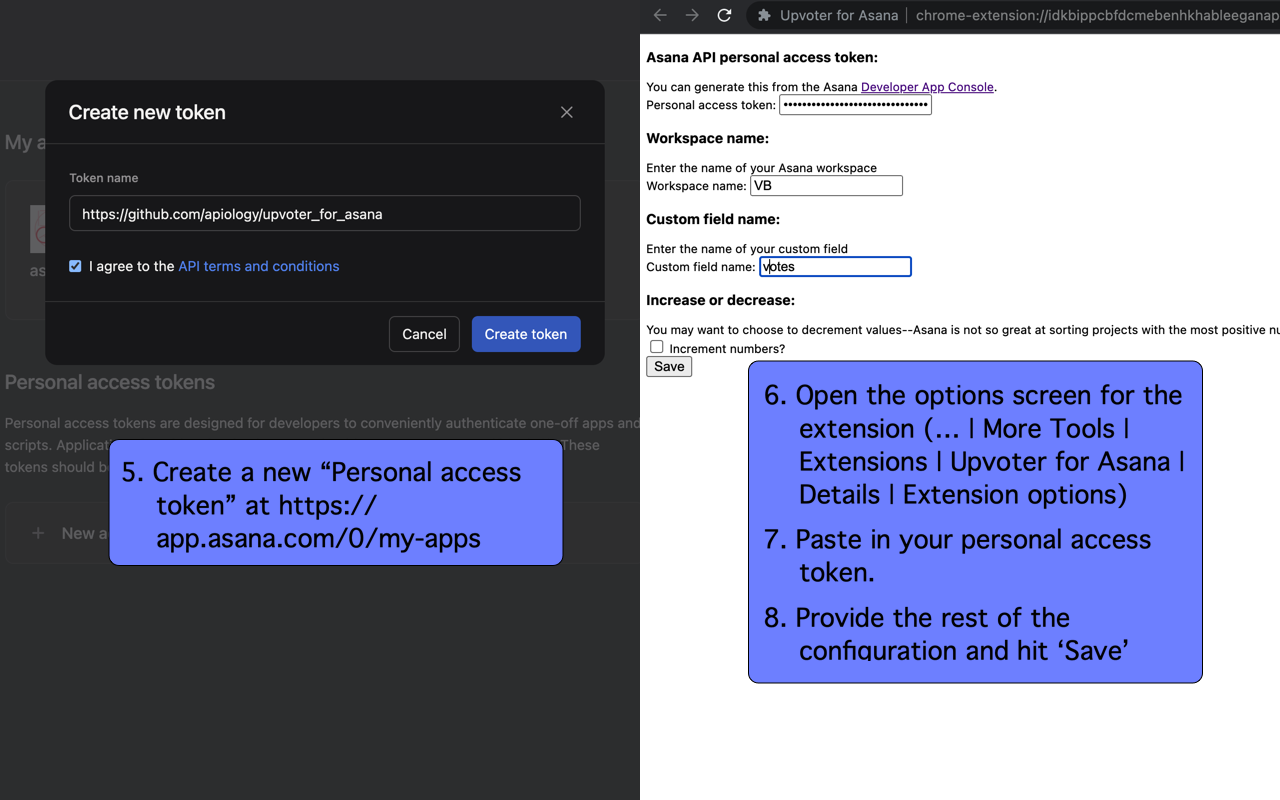 Create new token
My a
Token name
https://github.com/apiology/upvoter_for_asana
as
I agree to the API terms and conditions
Cancel
Create token
Personal access tokens
Personal access tokens are designed for developers to conveniently authenticate one-off apps and
scripts. Applicati
These
tokens should b
New a
5. Create a new “Personal access
token” at https://
app.asana.com/0/my-apps
Upvoter for Asana | chrome-extension://idkbippcbfdcmebenhkhableeganap
Asana API personal access token:
You can generate this from the Asana Developer App Console.
Personal access token: ••••••••••••••••••••••••••••••••
Workspace name:
Enter the name of your Asana workspace
Workspace name: VB
Custom field name:
Enter the name of your custom field
Custom field name: votes
Increase or decrease:
You may want to choose to decrement values--Asana is not so great at sorting projects with the most positive nu
Increment numbers?
Save
6. Open the options screen for the
extension (... | More Tools |
Extensions | Upvoter for Asana |
Details | Extension options)
7. Paste in your personal access
token.
8. Provide the rest of the
configuration and hit ‘Save’